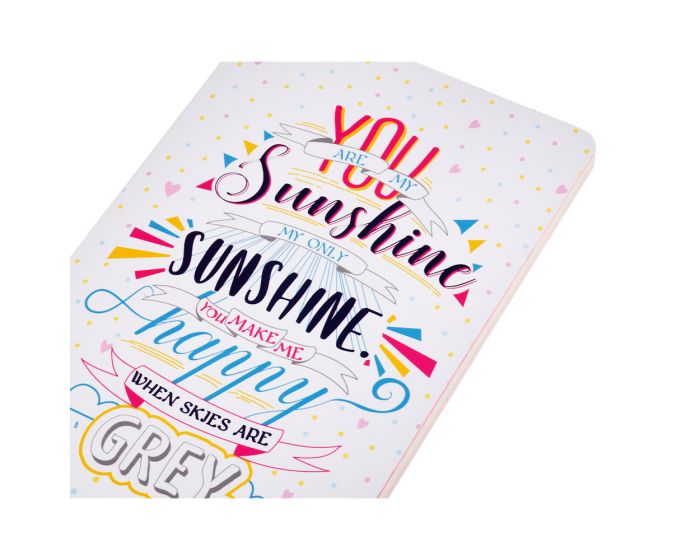 YOU
ARE MY
Sunshine
MY ONLY
SUNSHINE.
YOU MAKE ME
happy
WHEN SKIES ARE
GREY